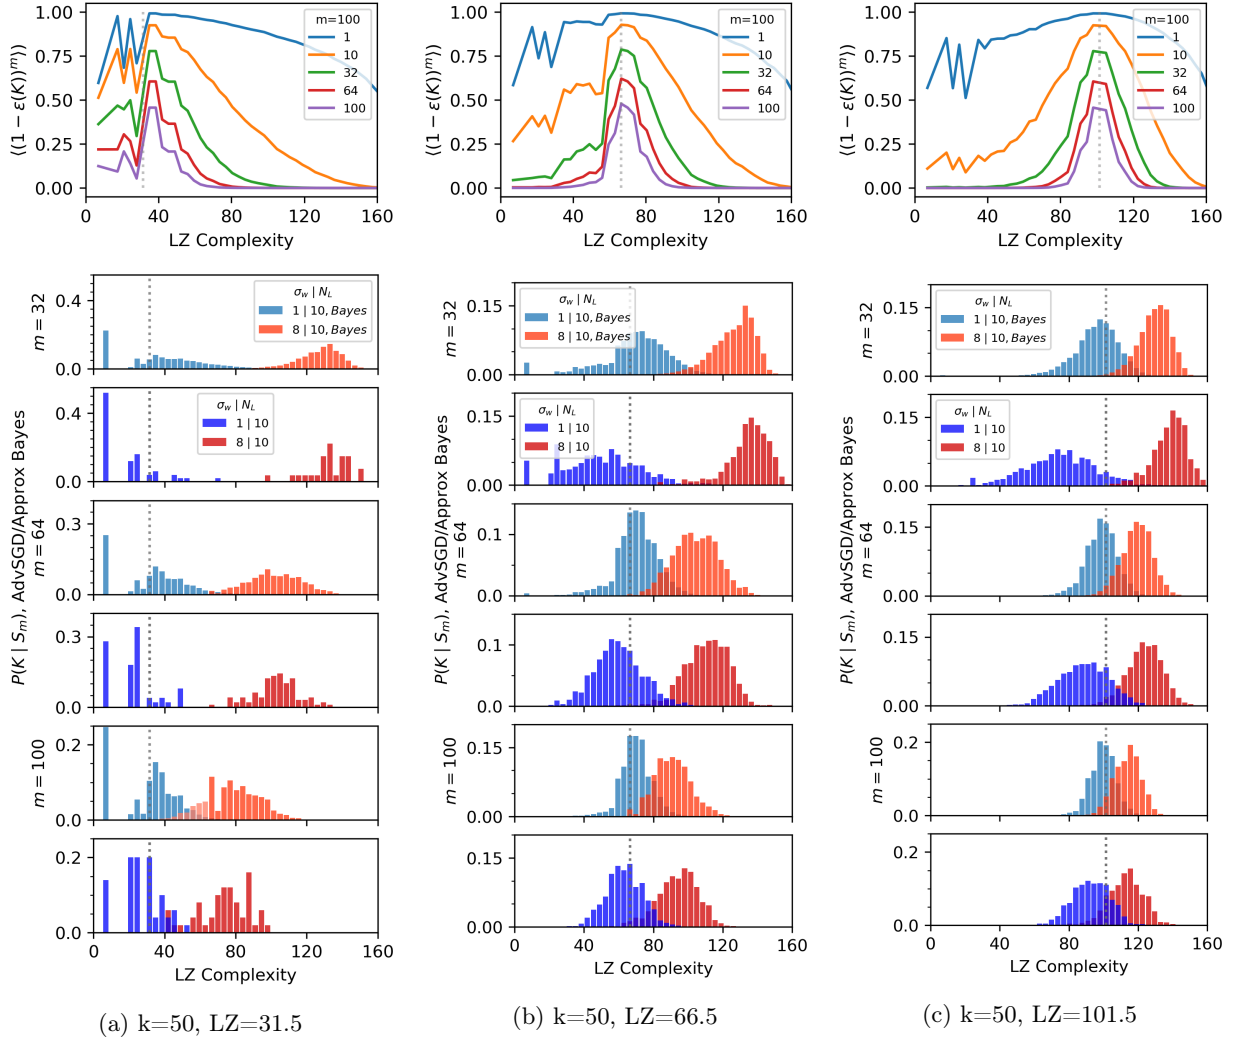 1.00
0.75
0.50
0.25
0.00
⟨(1 − ε(K))^m⟩
m=100
1
10
32
64
100
0 40 80 120 160
LZ Complexity
1.00
0.75
0.50
0.25
0.00
⟨(1 − ε(K))^m⟩
m=100
1
10
32
64
100
0 40 80 120 160
LZ Complexity
1.00
0.75
0.50
0.25
0.00
⟨(1 − ε(K))^m⟩
m=100
1
10
32
64
100
0 40 80 120 160
LZ Complexity
P(K | S_m), AdvSGD/Approx Bayes
m = 32
0.4
0.0
σ_w | N_L
1 | 10, Bayes
8 | 10, Bayes
0.4
0.0
σ_w | N_L
1 | 10
8 | 10
m = 64
0.3
0.0
0.3
0.0
m = 100
0.2
0.0
0.2
0.0
0 40 80 120 160
LZ Complexity
(a) k=50, LZ=31.5
P(K | S_m), AdvSGD/Approx Bayes
m = 32
0.15
0.00
σ_w | N_L
1 | 10, Bayes
8 | 10, Bayes
0.15
0.00
σ_w | N_L
1 | 10
8 | 10
m = 64
0.1
0.0
0.1
0.0
m = 100
0.15
0.00
0.15
0.00
0 40 80 120 160
LZ Complexity
(b) k=50, LZ=66.5
P(K | S_m), AdvSGD/Approx Bayes
m = 32
0.15
0.00
σ_w | N_L
1 | 10, Bayes
8 | 10, Bayes
0.15
0.00
σ_w | N_L
1 | 10
8 | 10
m = 64
0.15
0.00
0.15
0.00
m = 100
0.2
0.0
0.2
0.0
0 40 80 120 160
LZ Complexity
(c) k=50, LZ=101.5